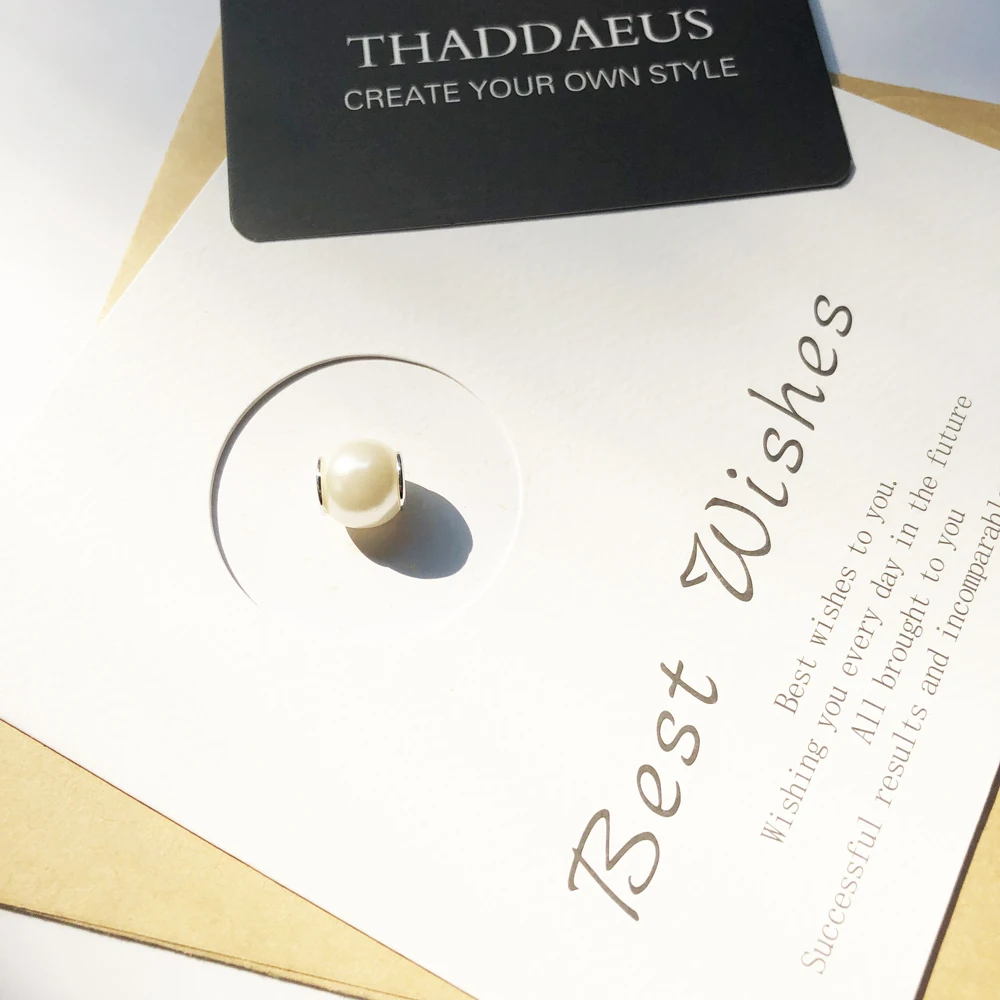 THADDAEUS
CREATE YOUR OWN STYLE
Best Wishes
Best wishes to you.
Wishing you every day in the future
All brought to you
Successful results and